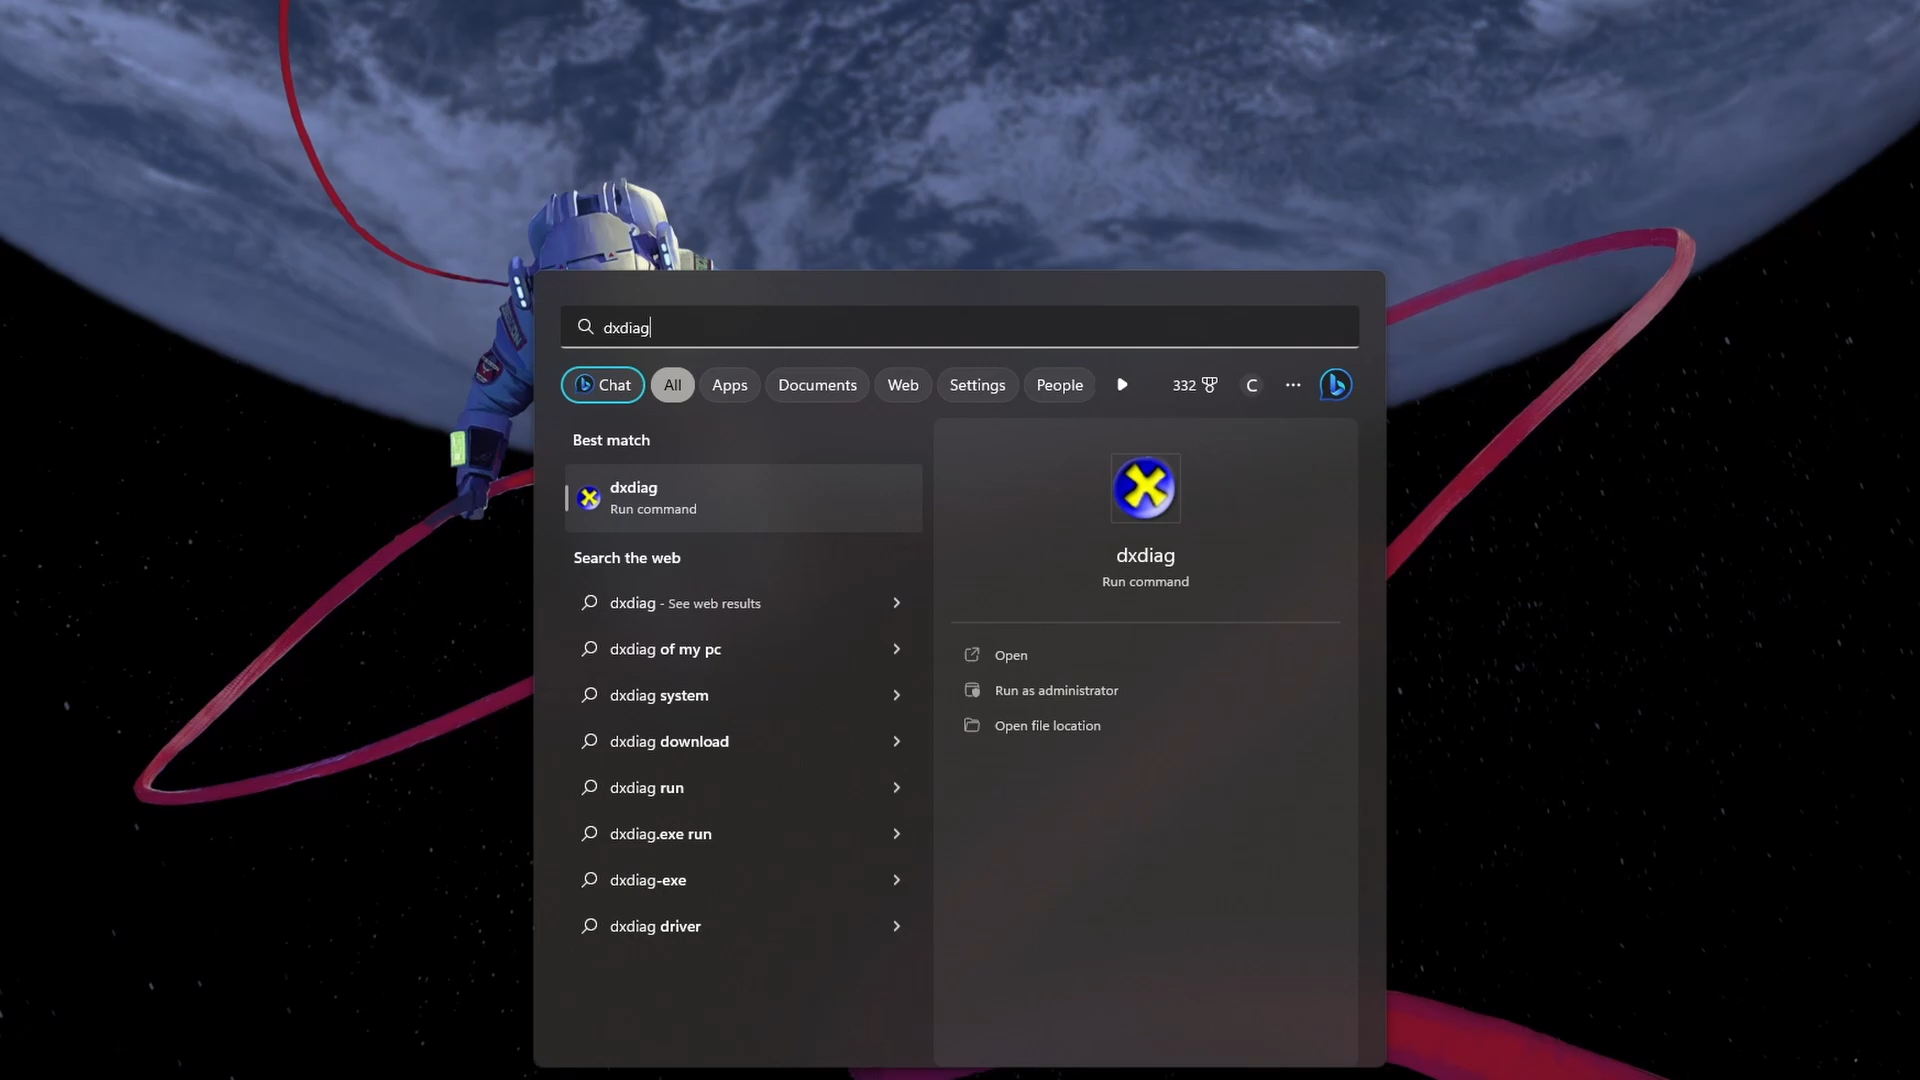 dxdiag
Chat All Apps Documents Web Settings People 332 C ...
Best match
dxdiag
Run command
Search the web
dxdiag - See web results
dxdiag of my pc
dxdiag system
dxdiag download
dxdiag run
dxdiag.exe run
dxdiag-exe
dxdiag driver
dxdiag
Run command
Open
Run as administrator
Open file location